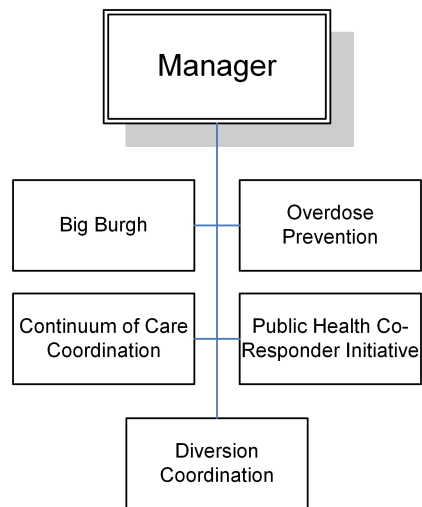 Manager
Big Burgh
Overdose
Prevention
Continuum of Care
Coordination
Public Health Co-
Responder Initiative
Diversion
Coordination